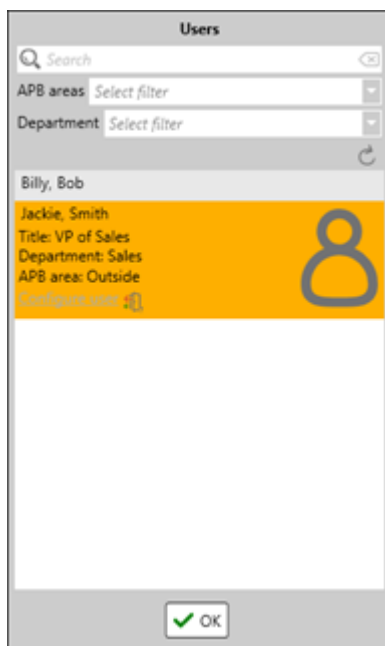 Users
Search
APB areas Select filter
Department Select filter
Billy, Bob
Jackie, Smith
Title: VP of Sales
Department: Sales
APB area: Outside
Configure user
OK